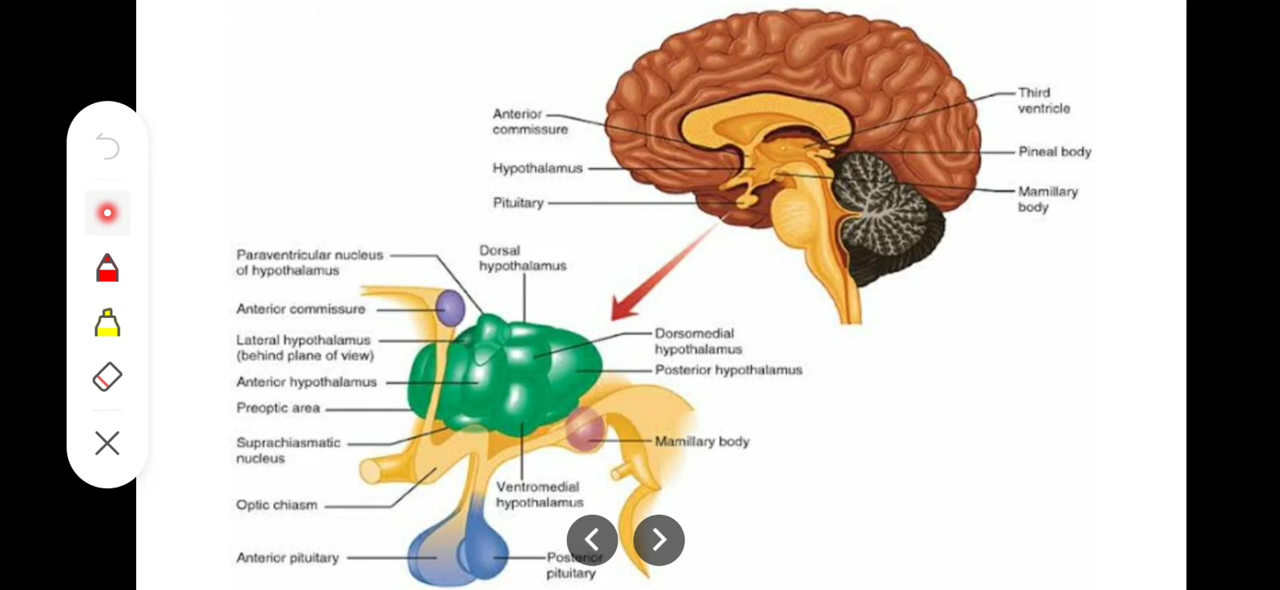 Anterior
commissure
Hypothalamus
Pituitary
Third
ventricle
Pineal body
Mamillary
body
Paraventricular nucleus
of hypothalamus
Dorsal
hypothalamus
Anterior commissure
Lateral hypothalamus
(behind plane of view)
Anterior hypothalamus
Preoptic area
Suprachiasmatic
nucleus
Optic chiasm
Anterior pituitary
Dorsomedial
hypothalamus
Posterior hypothalamus
Mamillary body
Ventromedial
hypothalamus
Posterior
pituitary